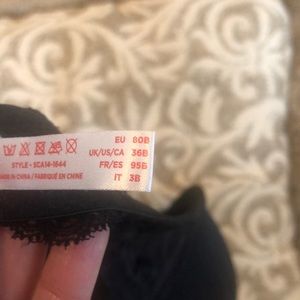 EU 80B
UK/US/CA 36B
FR/ES 95B
IT 3B
STYLE - SCA14-1644
MADE IN CHINA / FABRIQUÉ EN CHINE